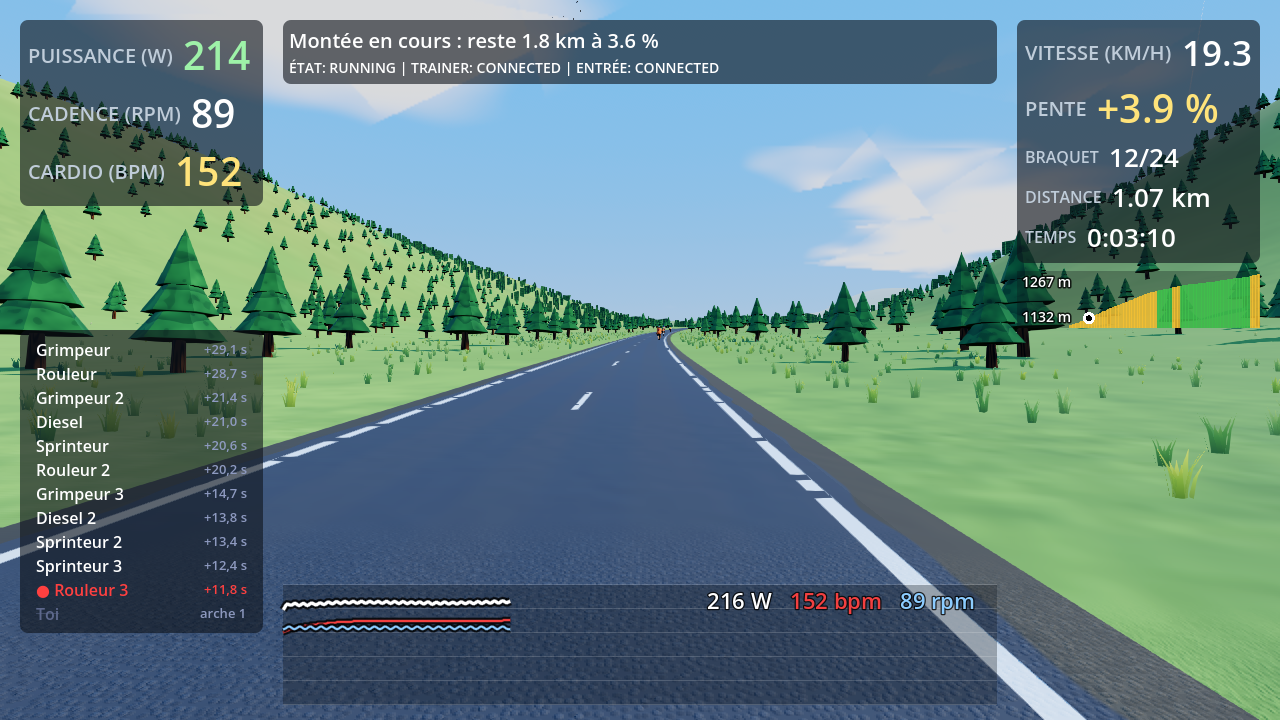 PUISSANCE (W) 214
CADENCE (RPM) 89
CARDIO (BPM) 152
Montée en cours : reste 1.8 km à 3.6 %
ÉTAT: RUNNING | TRAINER: CONNECTED | ENTRÉE: CONNECTED
VITESSE (KM/H) 19.3
PENTE +3.9 %
BRAQUET 12/24
DISTANCE 1.07 km
TEMPS 0:03:10
1267 m
1132 m
Grimpeur +29,1 s
Rouleur +28,7 s
Grimpeur 2 +21,4 s
Diesel +21,0 s
Sprinteur +20,6 s
Rouleur 2 +20,2 s
Grimpeur 3 +14,7 s
Diesel 2 +13,8 s
Sprinteur 2 +13,4 s
Sprinteur 3 +12,4 s
Rouleur 3 +11,8 s
Toi arche 1
216 W 152 bpm 89 rpm